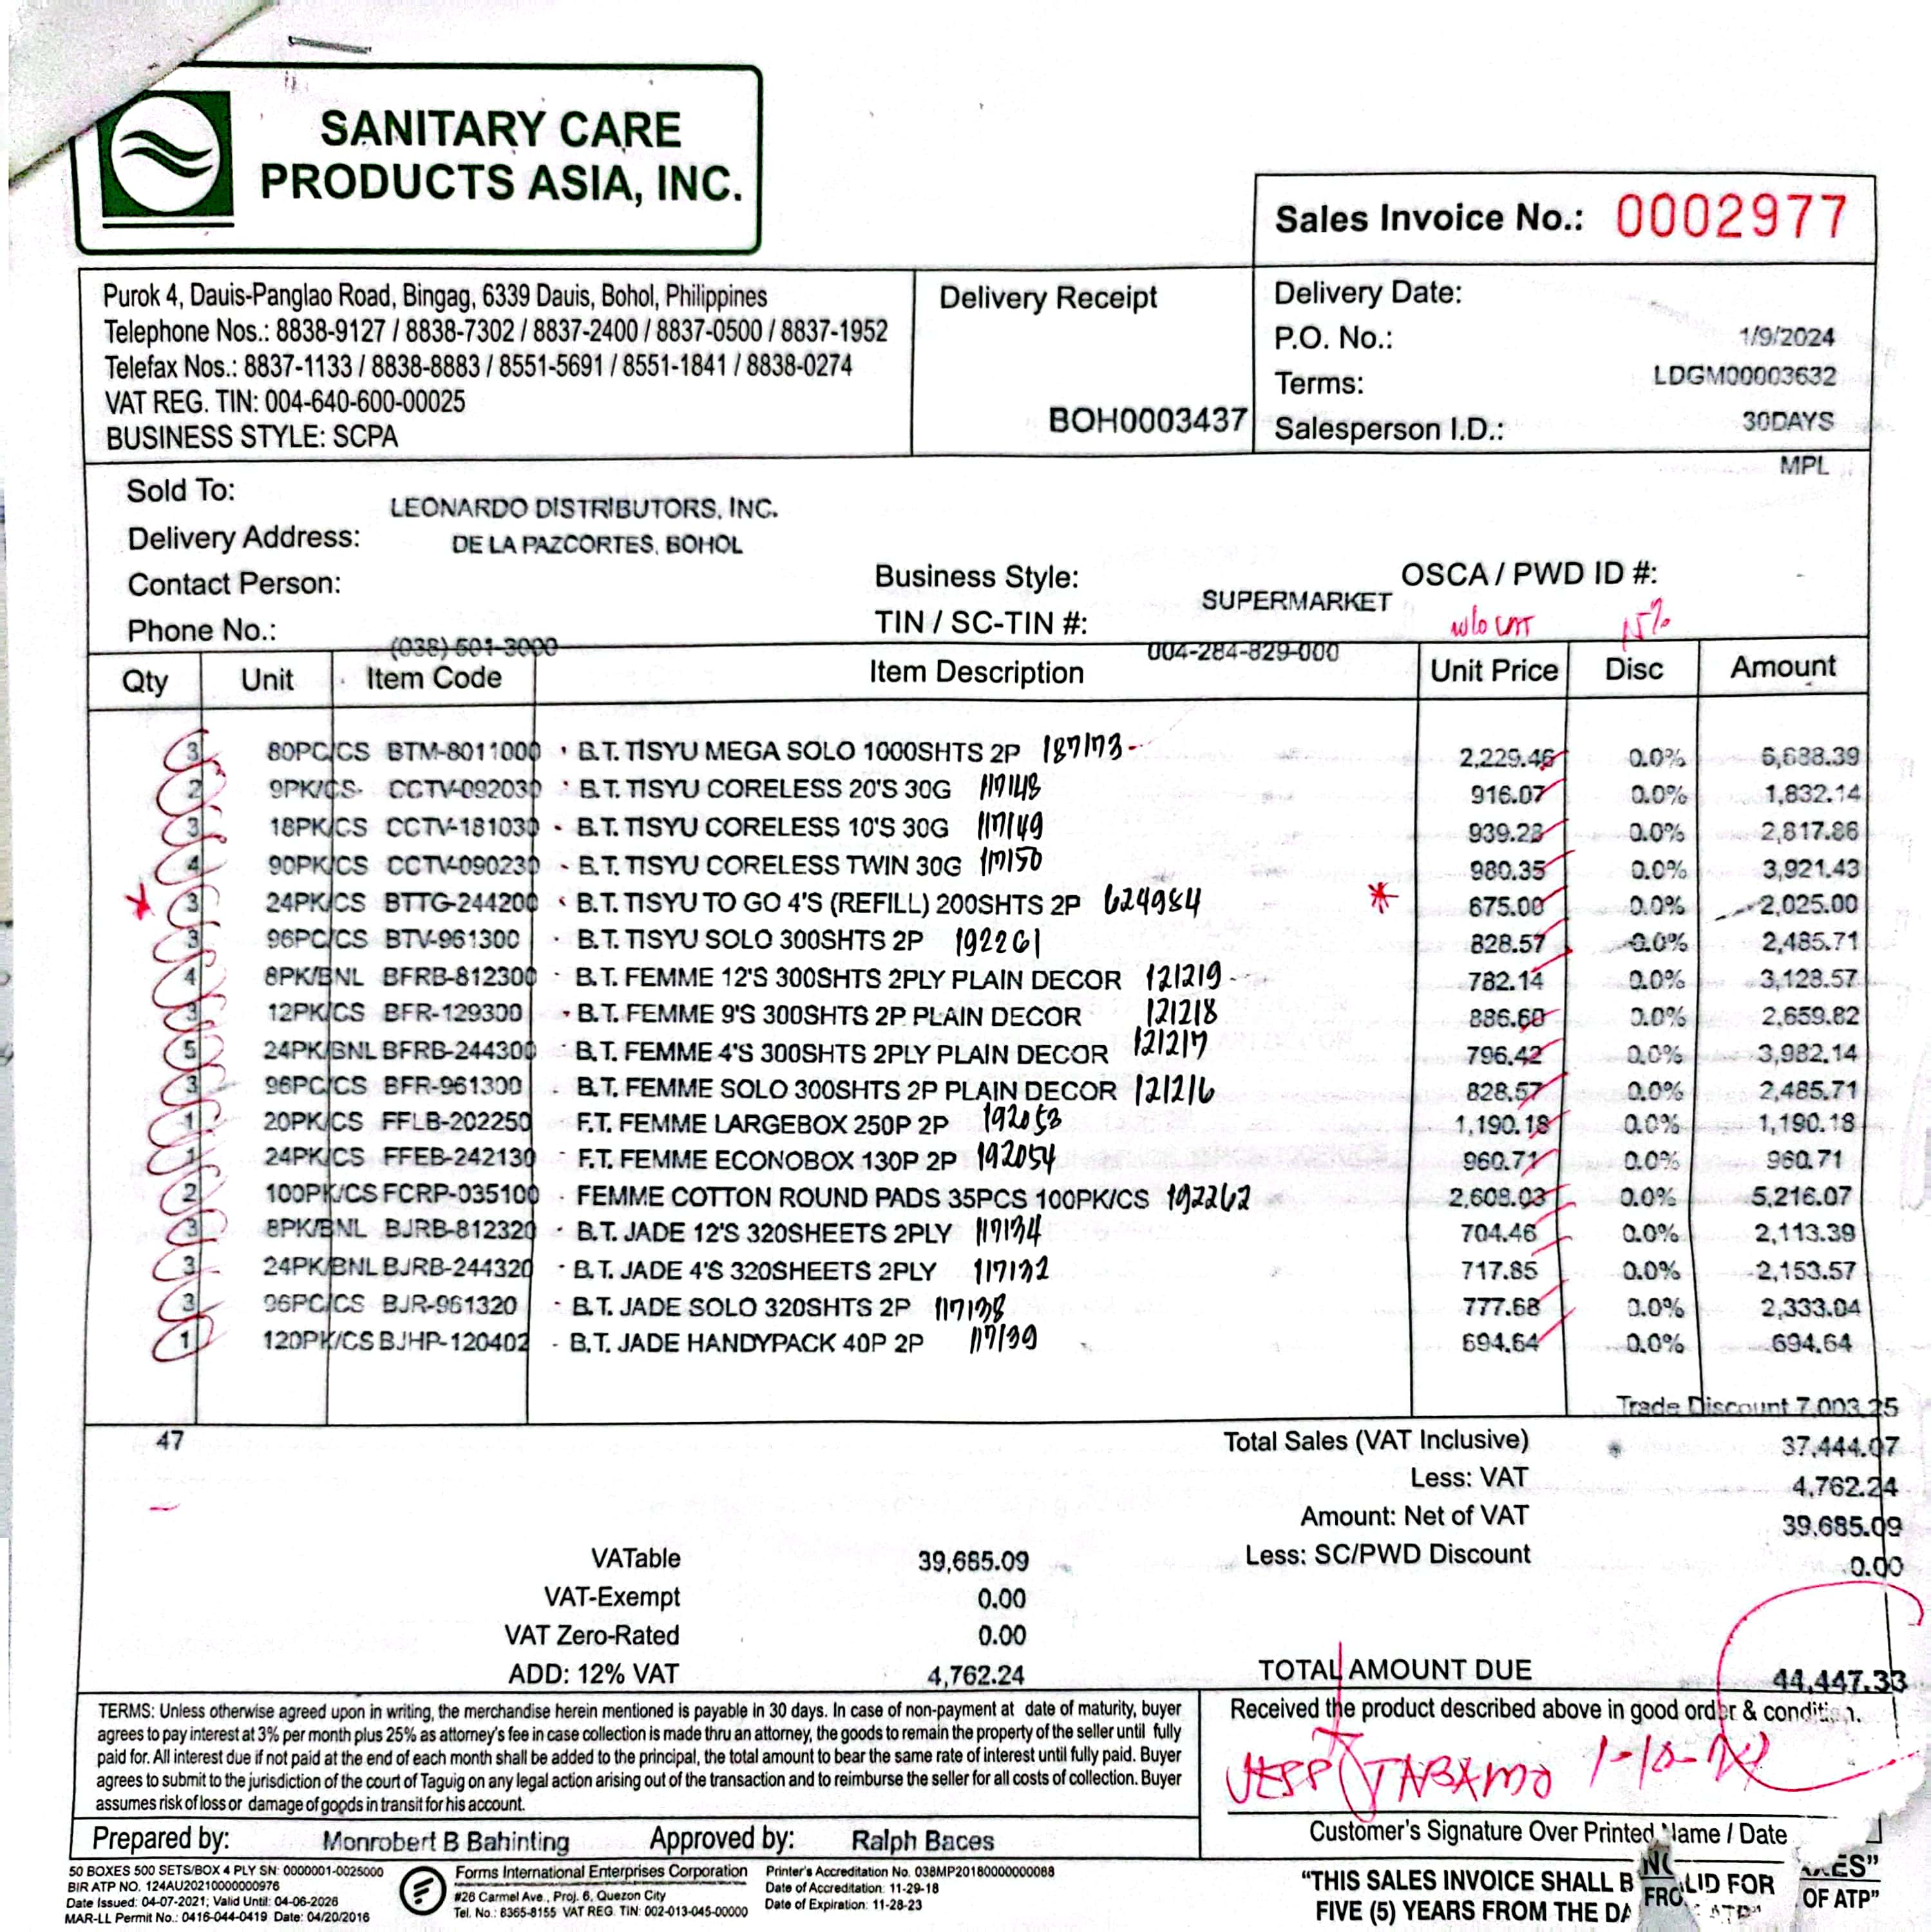 SANITARY CARE
PRODUCTS ASIA, INC.
Sales Invoice No.: 0002977
Purok 4, Dauis-Panglao Road, Bingag, 6339 Dauis, Bohol, Philippines
Telephone Nos.: 8838-9127 / 8838-7302 / 8837-2400 / 8837-0500 / 8837-1952
Telefax Nos.: 8837-1133 / 8838-8883 / 8551-5691 / 8551-1841 / 8838-0274
VAT REG. TIN: 004-640-600-00025
BUSINESS STYLE: SCPA
Delivery Receipt
BOH0003437
Delivery Date:
P.O. No.: 1/9/2024
Terms: LDGM00003632
Salesperson I.D.: 30DAYS
MPL
Sold To: LEONARDO DISTRIBUTORS, INC.
Delivery Address: DE LA PAZCORTES, BOHOL
Contact Person:
Phone No.: (038) 501-3000
Business Style: SUPERMARKET
TIN / SC-TIN #: 004-284-829-000
OSCA / PWD ID #:
w/o VAT 15%
Qty Unit Item Code Item Description Unit Price Disc Amount
3 80PC/CS BTM-8011000 B.T. TISYU MEGA SOLO 1000SHTS 2P 187173 2,229.46 0.0% 6,688.39
2 9PK/CS CCTV-092030 B.T. TISYU CORELESS 20'S 30G 117148 916.07 0.0% 1,832.14
3 18PK/CS CCTV-181030 B.T. TISYU CORELESS 10'S 30G 117149 939.28 0.0% 2,817.86
4 90PK/CS CCTV-090230 B.T. TISYU CORELESS TWIN 30G 117150 980.35 0.0% 3,921.43
* 3 24PK/CS BTTG-244200 B.T. TISYU TO GO 4'S (REFILL) 200SHTS 2P 624984 * 675.00 0.0% 2,025.00
3 96PC/CS BTV-961300 B.T. TISYU SOLO 300SHTS 2P 192261 828.57 0.0% 2,485.71
4 8PK/BNL BFRB-812300 B.T. FEMME 12'S 300SHTS 2PLY PLAIN DECOR 121219 782.14 0.0% 3,128.57
3 12PK/CS BFR-129300 B.T. FEMME 9'S 300SHTS 2P PLAIN DECOR 121218 886.60 0.0% 2,659.82
5 24PK/BNL BFRB-244300 B.T. FEMME 4'S 300SHTS 2PLY PLAIN DECOR 121217 796.42 0.0% 3,982.14
3 96PC/CS BFR-961300 B.T. FEMME SOLO 300SHTS 2P PLAIN DECOR 121216 828.57 0.0% 2,485.71
1 20PK/CS FFLB-202250 F.T. FEMME LARGEBOX 250P 2P 192053 1,190.18 0.0% 1,190.18
1 24PK/CS FFEB-242130 F.T. FEMME ECONOBOX 130P 2P 192054 960.71 0.0% 960.71
2 100PK/CS FCRP-035100 FEMME COTTON ROUND PADS 35PCS 100PK/CS 192262 2,608.03 0.0% 5,216.07
3 8PK/BNL BJRB-812320 B.T. JADE 12'S 320SHEETS 2PLY 117134 704.46 0.0% 2,113.39
3 24PK/BNL BJRB-244320 B.T. JADE 4'S 320SHEETS 2PLY 117132 717.85 0.0% 2,153.57
3 96PC/CS BJR-961320 B.T. JADE SOLO 320SHTS 2P 117138 777.68 0.0% 2,333.04
1 120PK/CS BJHP-120402 B.T. JADE HANDYPACK 40P 2P 117139 694.64 0.0% 694.64
Trade Discount 7,003.25
47
Total Sales (VAT Inclusive) 37,444.07
Less: VAT 4,762.24
Amount: Net of VAT 39,685.09
Less: SC/PWD Discount 0.00
VATable 39,685.09
VAT-Exempt 0.00
VAT Zero-Rated 0.00
ADD: 12% VAT 4,762.24
TOTAL AMOUNT DUE 44,447.33
TERMS: Unless otherwise agreed upon in writing, the merchandise herein mentioned is payable in 30 days. In case of non-payment at date of maturity, buyer
agrees to pay interest at 3% per month plus 25% as attorney's fee in case collection is made thru an attorney, the goods to remain the property of the seller until fully
paid for. All interest due if not paid at the end of each month shall be added to the principal, the total amount to bear the same rate of interest until fully paid. Buyer
agrees to submit to the jurisdiction of the court of Taguig on any legal action arising out of the transaction and to reimburse the seller for all costs of collection. Buyer
assumes risk of loss or damage of goods in transit for his account.
Received the product described above in good order & condition.
TABAMO
Customer's Signature Over Printed Name / Date
Prepared by: Monrobert B Bahinting Approved by: Ralph Baces
50 BOXES 500 SETS/BOX 4 PLY SN: 0000001-0025000
BIR ATP NO. 124AU20210000000976
Date Issued: 04-07-2021; Valid Until: 04-06-2026
MAR-LL Permit No.: 0416-044-0419 Date: 04/20/2016
Forms International Enterprises Corporation
#26 Carmel Ave., Proj. 6, Quezon City
Tel. No.: 8365-8155 VAT REG. TIN: 002-013-045-00000
Printer's Accreditation No. 038MP20180000000088
Date of Accreditation: 11-29-18
Date of Expiration: 11-28-23
"THIS SALES INVOICE SHALL B LID FOR
FIVE (5) YEARS FROM THE DA OF ATP"